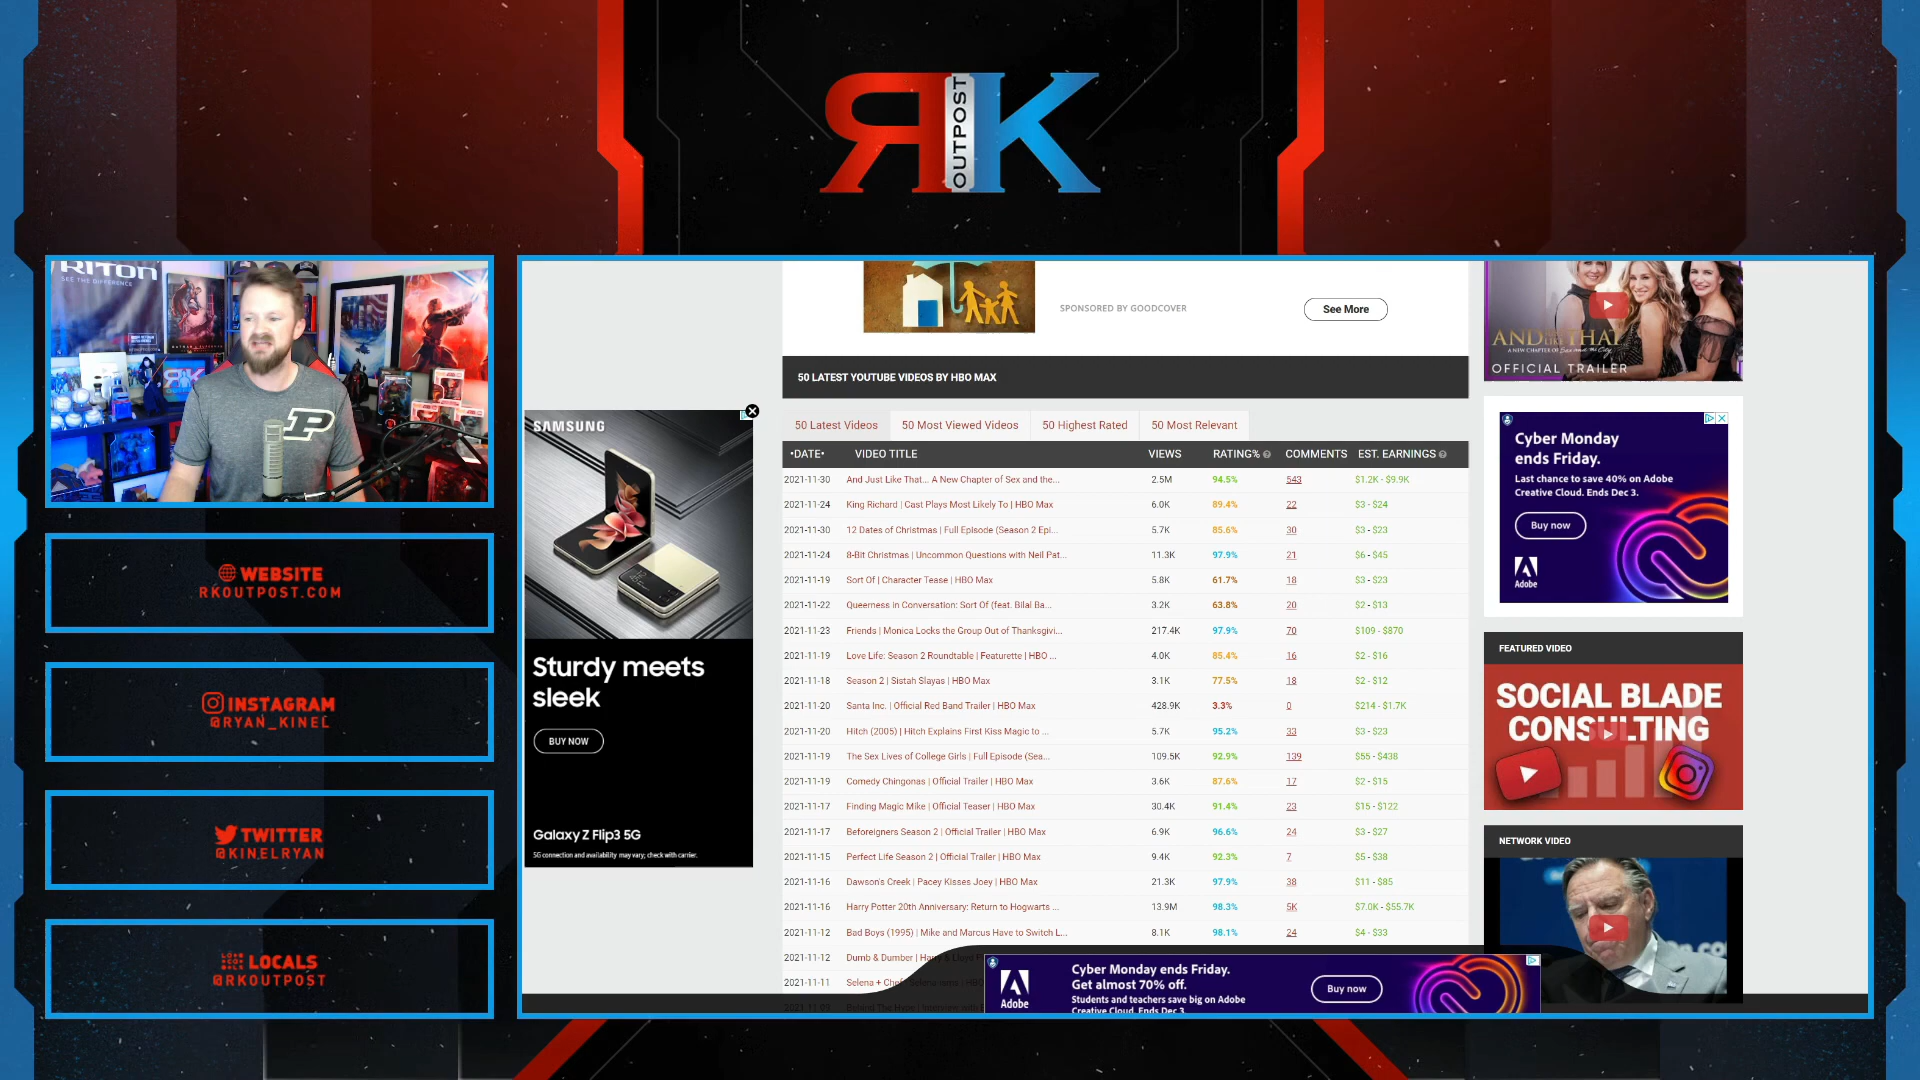 RK
OUTPOST
TRITON
SEE THE DIFFERENCE
P
RK
WEBSITE
RKOUTPOST.COM
INSTAGRAM
@RYAN_KINEL
TWITTER
@KINELRYAN
LOCALS
@RKOUTPOST
SPONSORED BY GOODCOVER
See More
50 LATEST YOUTUBE VIDEOS BY HBO MAX
50 Latest Videos 50 Most Viewed Videos 50 Highest Rated 50 Most Relevant
•DATE• VIDEO TITLE VIEWS RATING% COMMENTS EST. EARNINGS
2021-11-30 And Just Like That... A New Chapter of Sex and the... 2.5M 94.5% 543 $1.2K - $9.9K
2021-11-24 King Richard | Cast Plays Most Likely To | HBO Max 6.0K 89.4% 22 $3 - $24
2021-11-30 12 Dates of Christmas | Full Episode (Season 2 Epi... 5.7K 85.6% 30 $3 - $23
2021-11-24 8-Bit Christmas | Uncommon Questions with Neil Pat... 11.3K 97.9% 21 $6 - $45
2021-11-19 Sort Of | Character Tease | HBO Max 5.8K 61.7% 18 $3 - $23
2021-11-22 Queerness in Conversation: Sort Of (feat. Bilal Ba... 3.2K 63.8% 20 $2 - $13
2021-11-23 Friends | Monica Locks the Group Out of Thanksgivi... 217.4K 97.9% 70 $109 - $870
2021-11-19 Love Life: Season 2 Roundtable | Featurette | HBO ... 4.0K 85.4% 16 $2 - $16
2021-11-18 Season 2 | Sistah Slayas | HBO Max 3.1K 77.5% 18 $2 - $12
2021-11-20 Santa Inc. | Official Red Band Trailer | HBO Max 428.9K 3.3% 0 $214 - $1.7K
2021-11-20 Hitch (2005) | Hitch Explains First Kiss Magic to ... 5.7K 95.2% 33 $3 - $23
2021-11-19 The Sex Lives of College Girls | Full Episode (Sea... 109.5K 92.9% 139 $55 - $438
2021-11-19 Comedy Chingonas | Official Trailer | HBO Max 3.6K 87.6% 17 $2 - $15
2021-11-17 Finding Magic Mike | Official Teaser | HBO Max 30.4K 91.4% 23 $15 - $122
2021-11-17 Beforeigners Season 2 | Official Trailer | HBO Max 6.9K 96.6% 24 $3 - $27
2021-11-15 Perfect Life Season 2 | Official Trailer | HBO Max 9.4K 92.3% 7 $5 - $38
2021-11-16 Dawson's Creek | Pacey Kisses Joey | HBO Max 21.3K 97.9% 38 $11 - $85
2021-11-16 Harry Potter 20th Anniversary: Return to Hogwarts ... 13.9M 98.3% 5K $7.0K - $55.7K
2021-11-12 Bad Boys (1995) | Mike and Marcus Have to Switch L... 8.1K 98.1% 24 $4 - $33
2021-11-12 Dumb & Dumber |
2021-11-11 Selena + Chef
SAMSUNG
Sturdy meets
sleek
BUY NOW
Galaxy Z Flip3 5G
5G connection and availability may vary, check with carrier.
AND JUST LIKE THAT
A NEW CHAPTER OF Sex and the City
OFFICIAL TRAILER
Cyber Monday
ends Friday.
Last chance to save 40% on Adobe
Creative Cloud. Ends Dec 3.
Buy now
Adobe
FEATURED VIDEO
SOCIAL BLADE
CONSULTING
NETWORK VIDEO
Cyber Monday ends Friday.
Get almost 70% off.
Students and teachers save big on Adobe
Creative Cloud. Ends Dec 3.
Buy now
Adobe